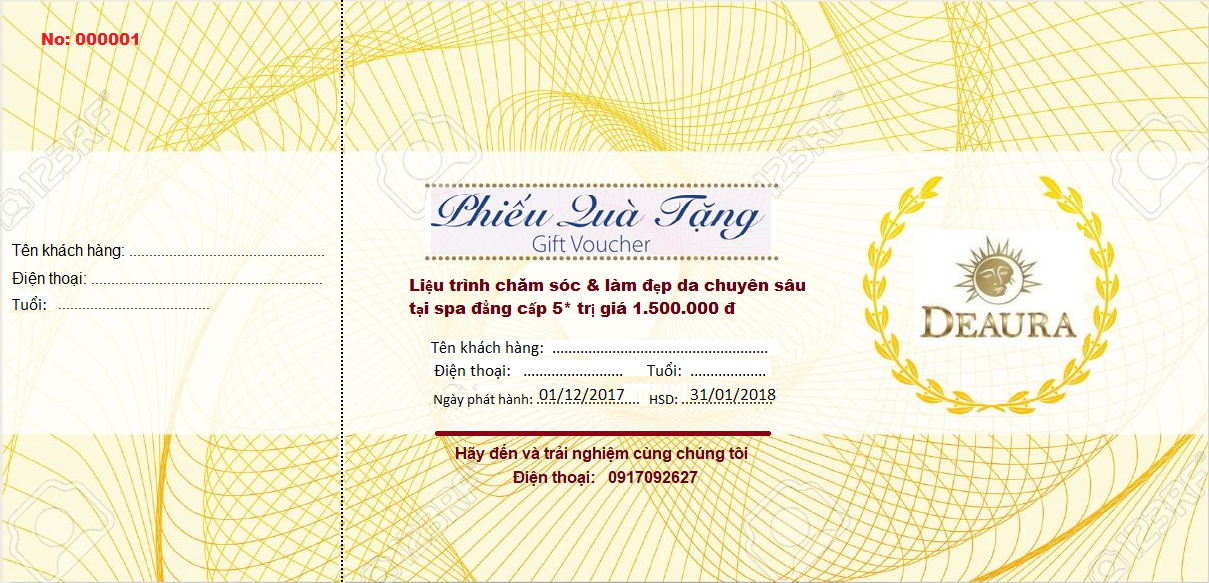 No: 000001
Tên khách hàng: ................................................
Điện thoại: ..........................................................
Tuổi: ......................................
Phiếu Quà Tặng
Gift Voucher
Liệu trình chăm sóc & làm đẹp da chuyên sâu
tại spa đẳng cấp 5* trị giá 1.500.000 đ
Tên khách hàng: ......................................................
Điện thoại: ......................... Tuổi: ...................
Ngày phát hành: 01/12/2017 HSD: 31/01/2018
Hãy đến và trải nghiệm cùng chúng tôi
Điện thoại: 0917092627
DEAURA
123RF
123RF
123RF
123RF